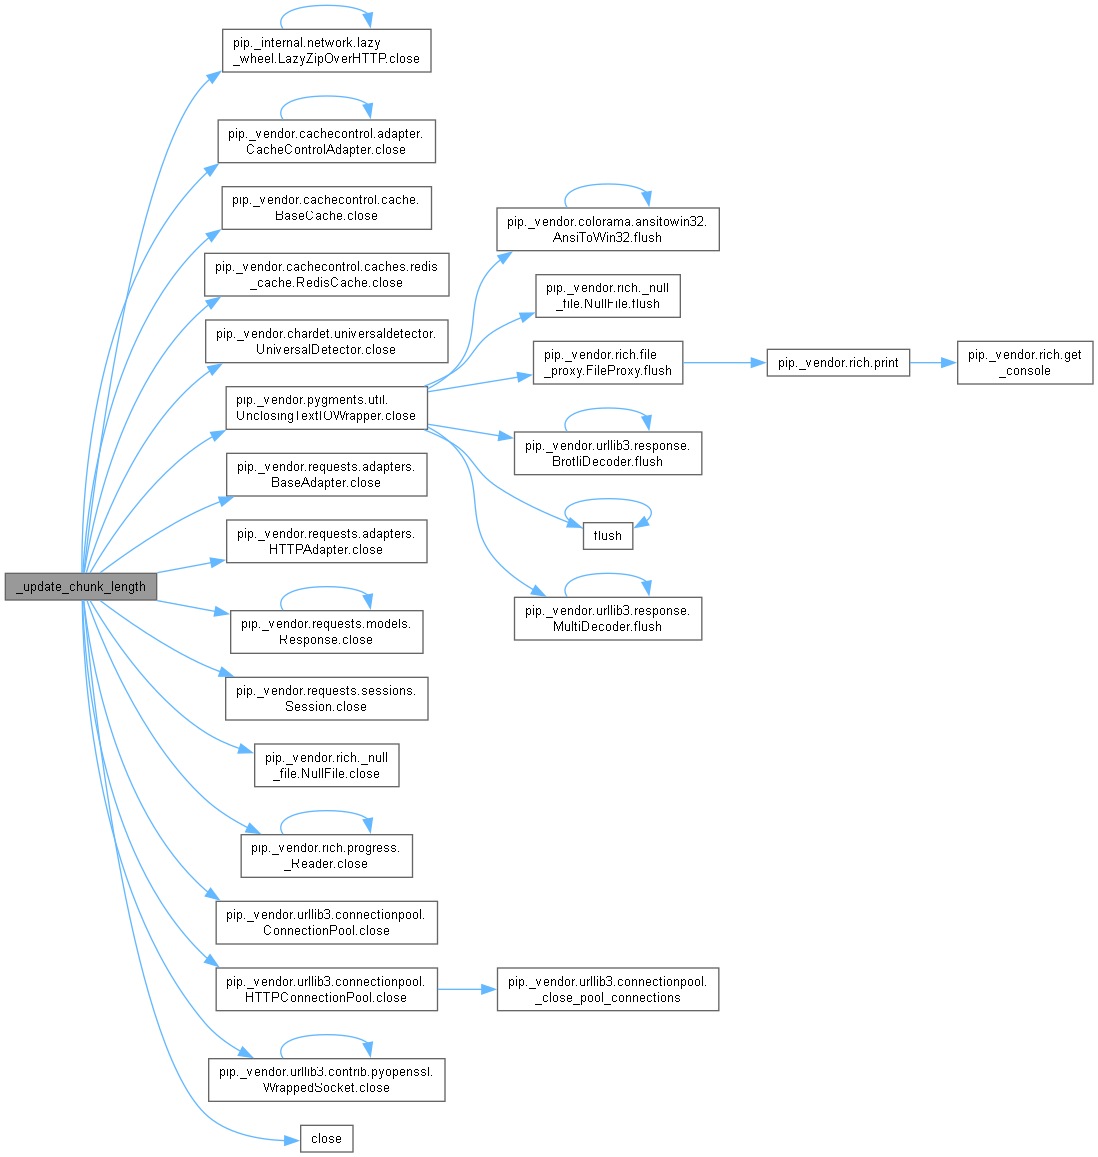 pip._internal.network.lazy
_wheel.LazyZipOverHTTP.close
pip._vendor.cachecontrol.adapter.
CacheControlAdapter.close
pip._vendor.cachecontrol.cache.
BaseCache.close
pip._vendor.cachecontrol.caches.redis
_cache.RedisCache.close
pip._vendor.chardet.universaldetector.
UniversalDetector.close
pip._vendor.pygments.util.
UnclosingTextIOWrapper.close
pip._vendor.requests.adapters.
BaseAdapter.close
pip._vendor.requests.adapters.
HTTPAdapter.close
_update_chunk_length
pip._vendor.requests.models.
Response.close
pip._vendor.requests.sessions.
Session.close
pip._vendor.rich._null
_file.NullFile.close
pip._vendor.rich.progress.
_Reader.close
pip._vendor.urllib3.connectionpool.
ConnectionPool.close
pip._vendor.urllib3.connectionpool.
HTTPConnectionPool.close
pip._vendor.urllib3.contrib.pyopenssl.
WrappedSocket.close
close
pip._vendor.colorama.ansitowin32.
AnsiToWin32.flush
pip._vendor.rich._null
_file.NullFile.flush
pip._vendor.rich.file
_proxy.FileProxy.flush
pip._vendor.urllib3.response.
BrotliDecoder.flush
flush
pip._vendor.urllib3.response.
MultiDecoder.flush
pip._vendor.urllib3.connectionpool.
_close_pool_connections
pip._vendor.rich.print
pip._vendor.rich.get
_console